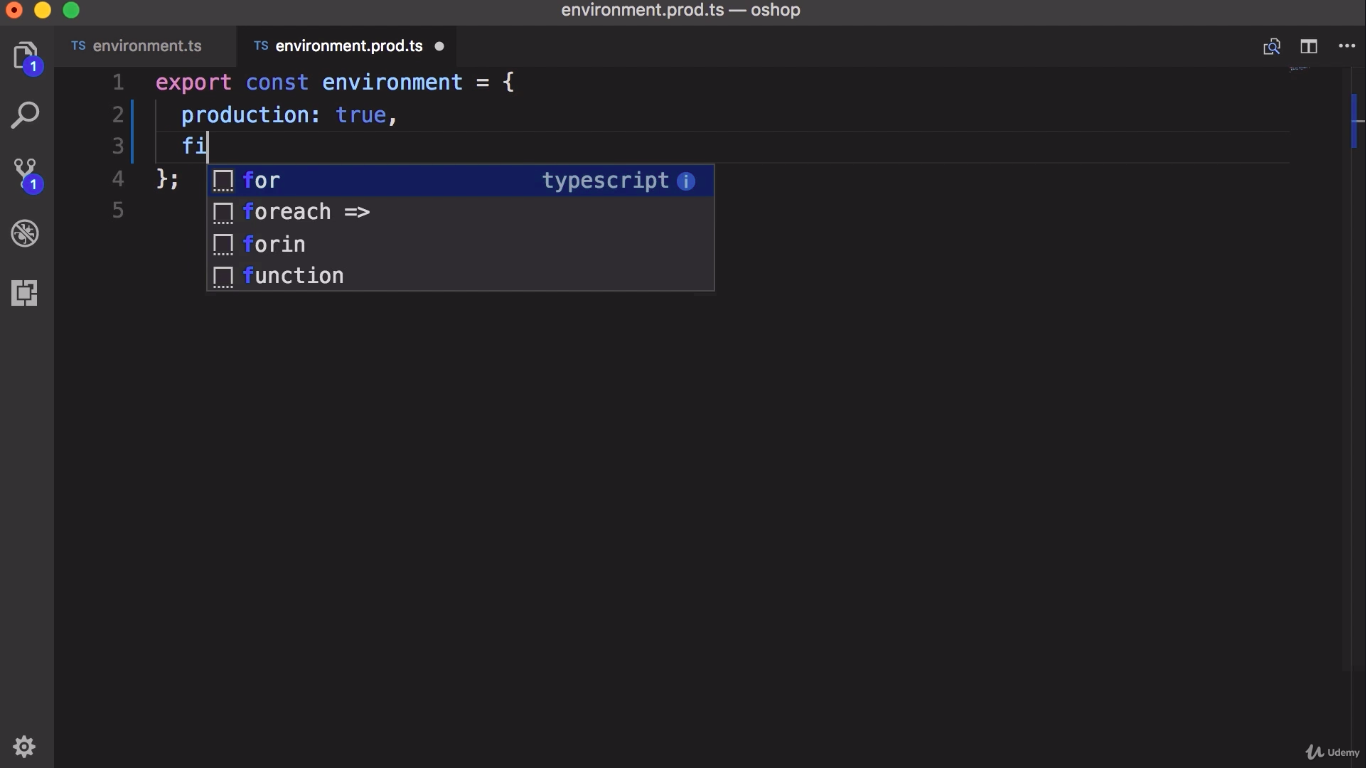 environment.prod.ts — oshop
TS environment.ts
TS environment.prod.ts
1 export const environment = {
2 production: true,
3 fi
4 };
5
for typescript
foreach =>
forin
function
1
1
Udemy